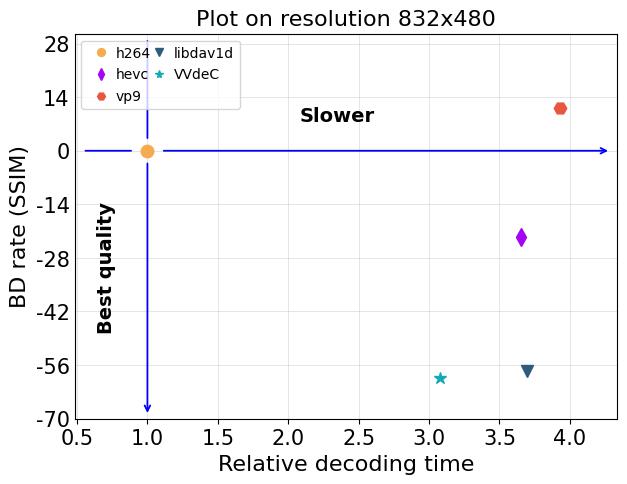 Plot on resolution 832x480
h264
hevc
vp9
libdav1d
VVdeC
Slower
Best quality
BD rate (SSIM)
28
14
0
-14
-28
-42
-56
-70
0.5 1.0 1.5 2.0 2.5 3.0 3.5 4.0
Relative decoding time